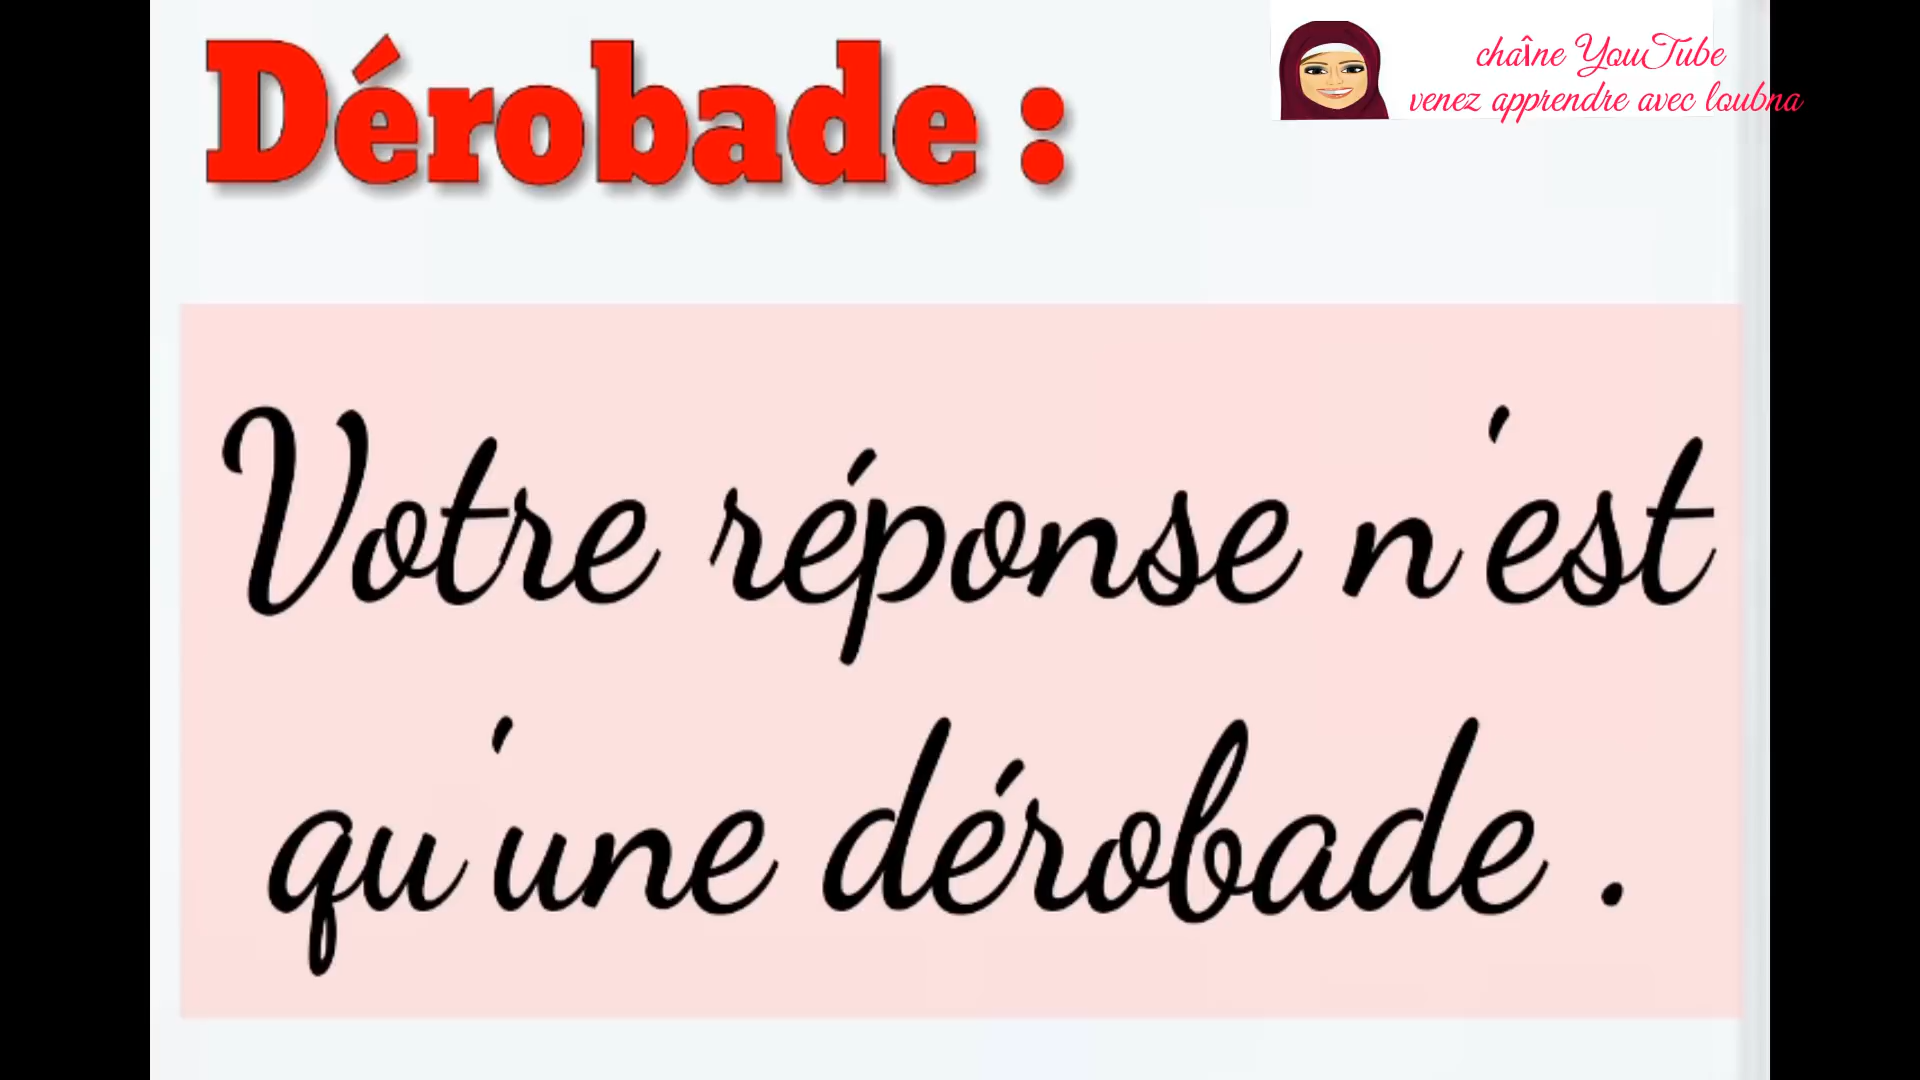 Dérobade :
chaîne YouTube
venez apprendre avec loubna
Votre réponse n'est
qu'une dérobade .